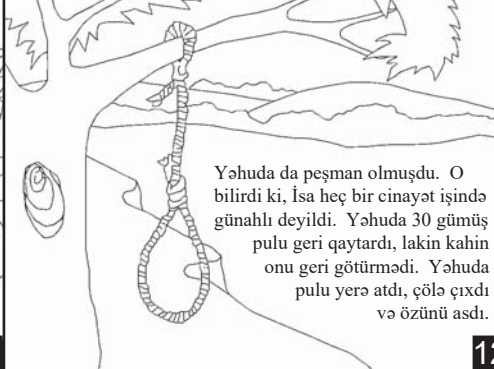 Yəhuda da peşman olmuşdu.  O
bilirdi ki, İsa heç bir cinayət işində
günahlı deyildi.  Yəhuda 30 gümüş
pulu geri qaytardı, lakin kahin
onu geri götürmədi.  Yəhuda
pulu yerə atdı, çölə çıxdı
və özünü asdı.